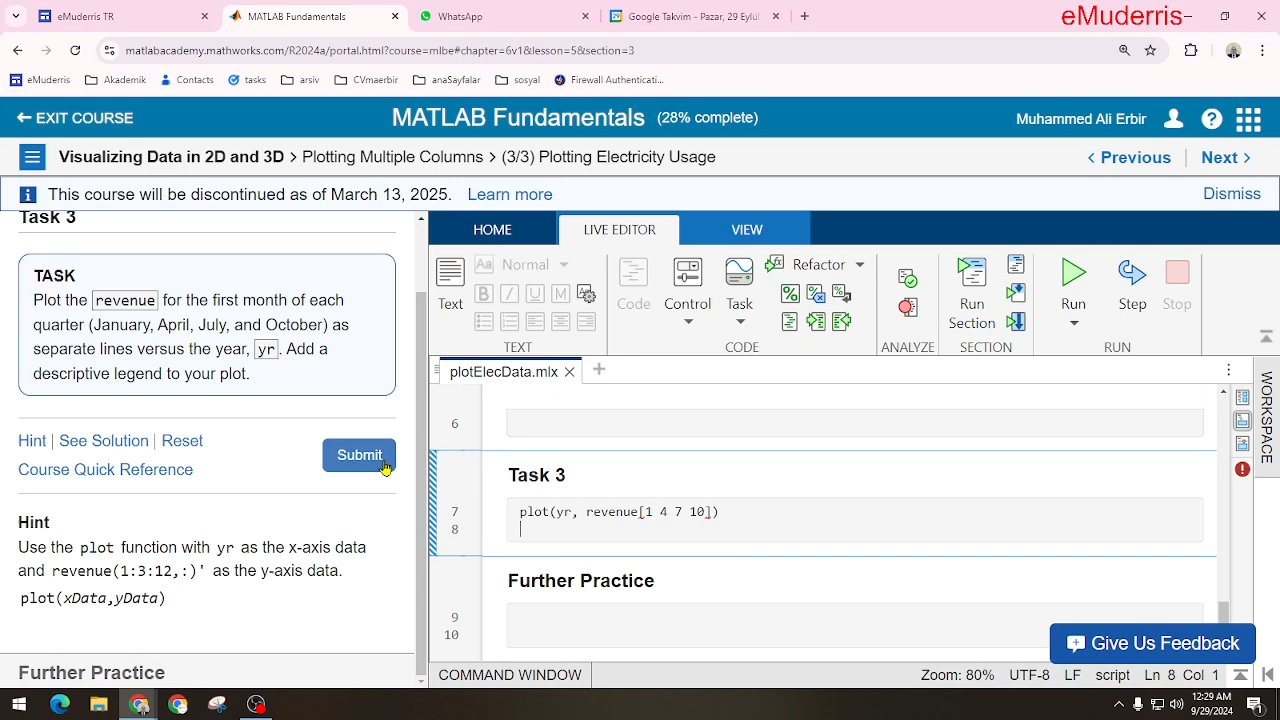 eMuderris TR
MATLAB Fundamentals
WhatsApp
Google Takvim - Pazar, 29 Eylül
eMuderris
matlabacademy.mathworks.com/R2024a/portal.html?course=mlbe#chapter=6v1&lesson=5&section=3
eMuderris
Akademik
Contacts
tasks
arsiv
CVmaerbir
anaSayfalar
sosyal
Firewall Authenticati...
EXIT COURSE
MATLAB Fundamentals (28% complete)
Muhammed Ali Erbir
Visualizing Data in 2D and 3D > Plotting Multiple Columns > (3/3) Plotting Electricity Usage
< Previous
Next >
This course will be discontinued as of March 13, 2025. Learn more
Dismiss
Task 3
TASK
Plot the revenue for the first month of each
quarter (January, April, July, and October) as
separate lines versus the year, yr. Add a
descriptive legend to your plot.
Hint | See Solution | Reset
Course Quick Reference
Submit
Hint
Use the plot function with yr as the x-axis data
and revenue(1:3:12,:)' as the y-axis data.
plot(xData,yData)
Further Practice
HOME
LIVE EDITOR
VIEW
Text
Aa Normal
B I U M
TEXT
Code
Control
Task
Refactor
CODE
ANALYZE
Run
Section
SECTION
Run
Step
Stop
RUN
plotElecData.mlx
WORKSPACE
6
Task 3
7 plot(yr, revenue[1 4 7 10])
8
Further Practice
9
10
Give Us Feedback
COMMAND WINDOW
Zoom: 80% UTF-8 LF script Ln 8 Col 1
12:29 AM
9/29/2024